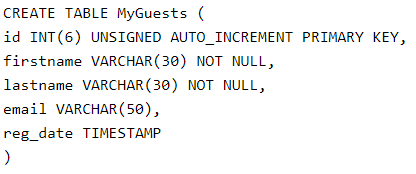 CREATE TABLE MyGuests (
id INT(6) UNSIGNED AUTO_INCREMENT PRIMARY KEY,
firstname VARCHAR(30) NOT NULL,
lastname VARCHAR(30) NOT NULL,
email VARCHAR(50),
reg_date TIMESTAMP
)